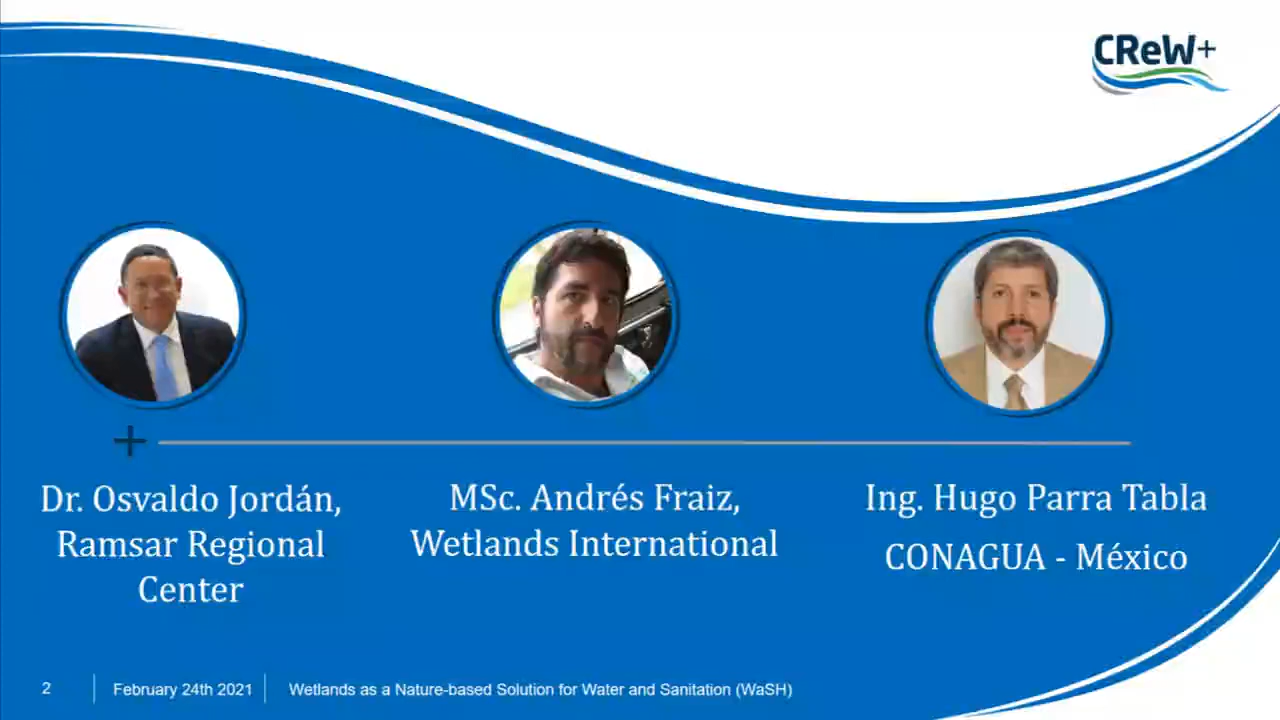 CReW+
Dr. Osvaldo Jordán,
Ramsar Regional
Center
MSc. Andrés Fraiz,
Wetlands International
Ing. Hugo Parra Tabla
CONAGUA - México
2
February 24th 2021
Wetlands as a Nature-based Solution for Water and Sanitation (WaSH)